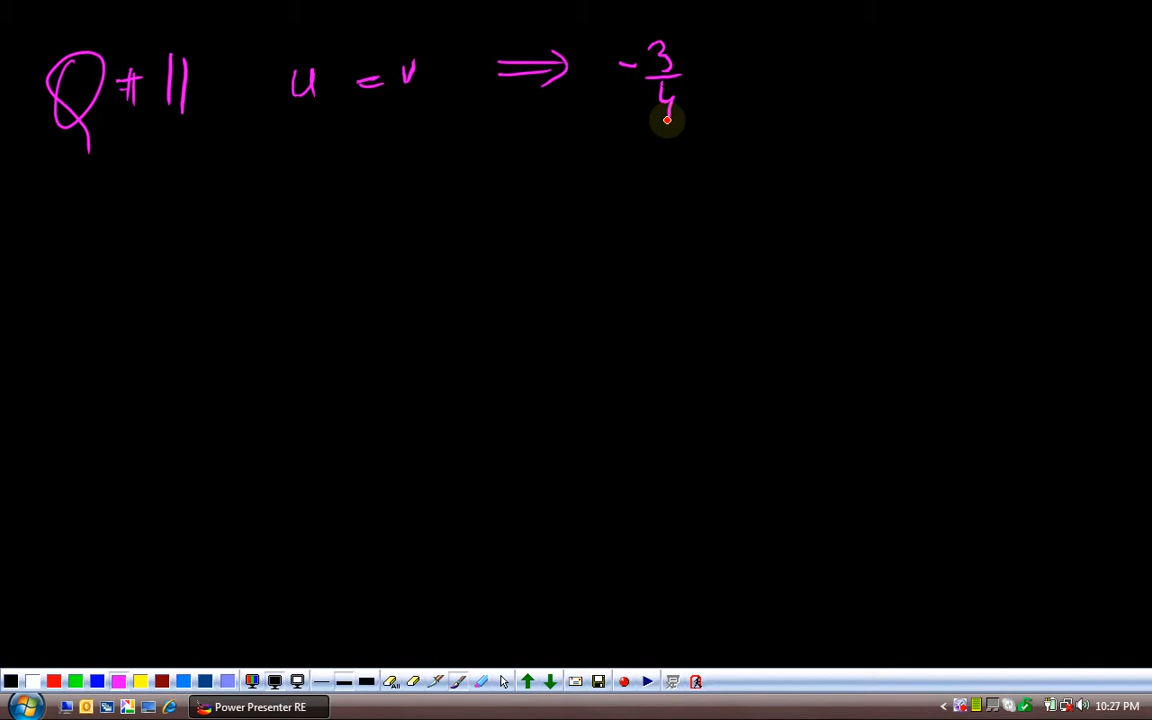 Q # 11 u = v ⟹ -3/4
Power Presenter RE
10:27 PM